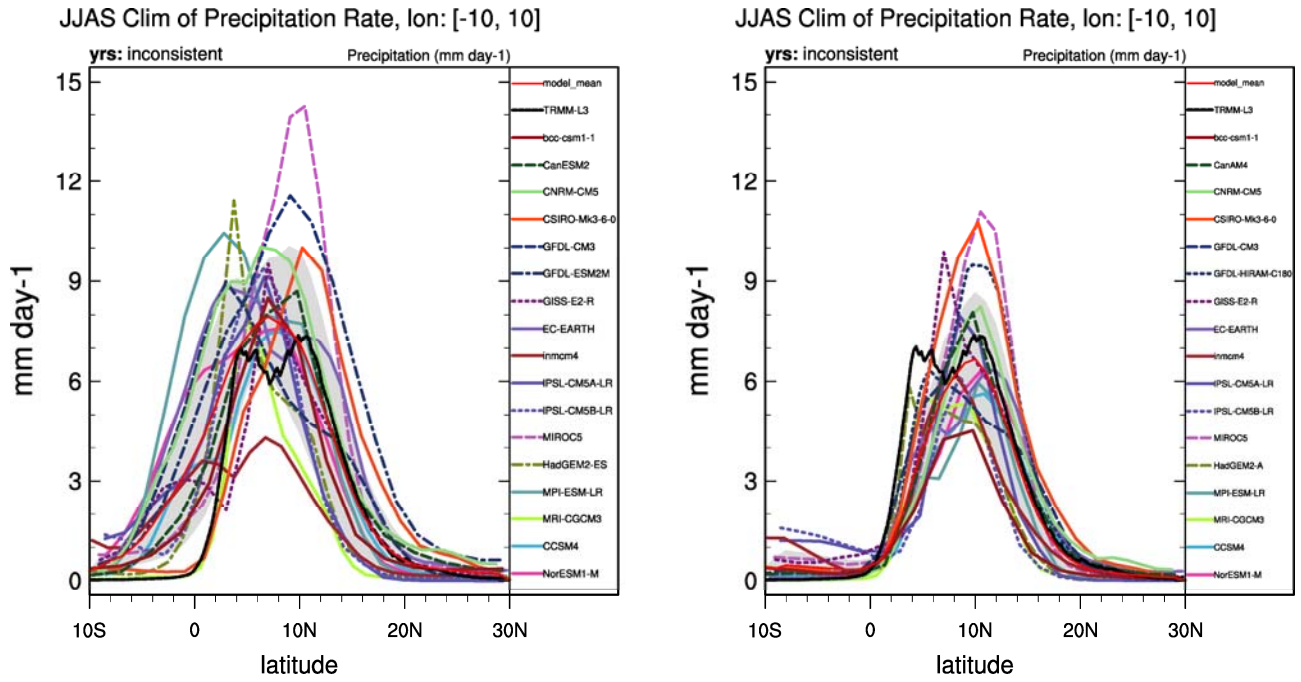 JJAS Clim of Precipitation Rate, lon: [-10, 10]
yrs: inconsistent
Precipitation (mm day-1)
15
12
9
6
3
0
mm day-1
10S
0
10N
20N
30N
latitude
model_mean
TRMM-L3
bcc-csm1-1
CanESM2
CNRM-CM5
CSIRO-Mk3-6-0
GFDL-CM3
GFDL-ESM2M
GISS-E2-R
EC-EARTH
inmcm4
IPSL-CM5A-LR
IPSL-CM5B-LR
MIROC5
HadGEM2-ES
MPI-ESM-LR
MRI-CGCM3
CCSM4
NorESM1-M
JJAS Clim of Precipitation Rate, lon: [-10, 10]
yrs: inconsistent
Precipitation (mm day-1)
15
12
9
6
3
0
mm day-1
10S
0
10N
20N
30N
latitude
model_mean
TRMM-L3
bcc-csm1-1
CanAM4
CNRM-CM5
CSIRO-Mk3-6-0
GFDL-CM3
GFDL-HIRAM-C180
GISS-E2-R
EC-EARTH
inmcm4
IPSL-CM5A-LR
IPSL-CM5B-LR
MIROC5
HadGEM2-A
MPI-ESM-LR
MRI-CGCM3
CCSM4
NorESM1-M